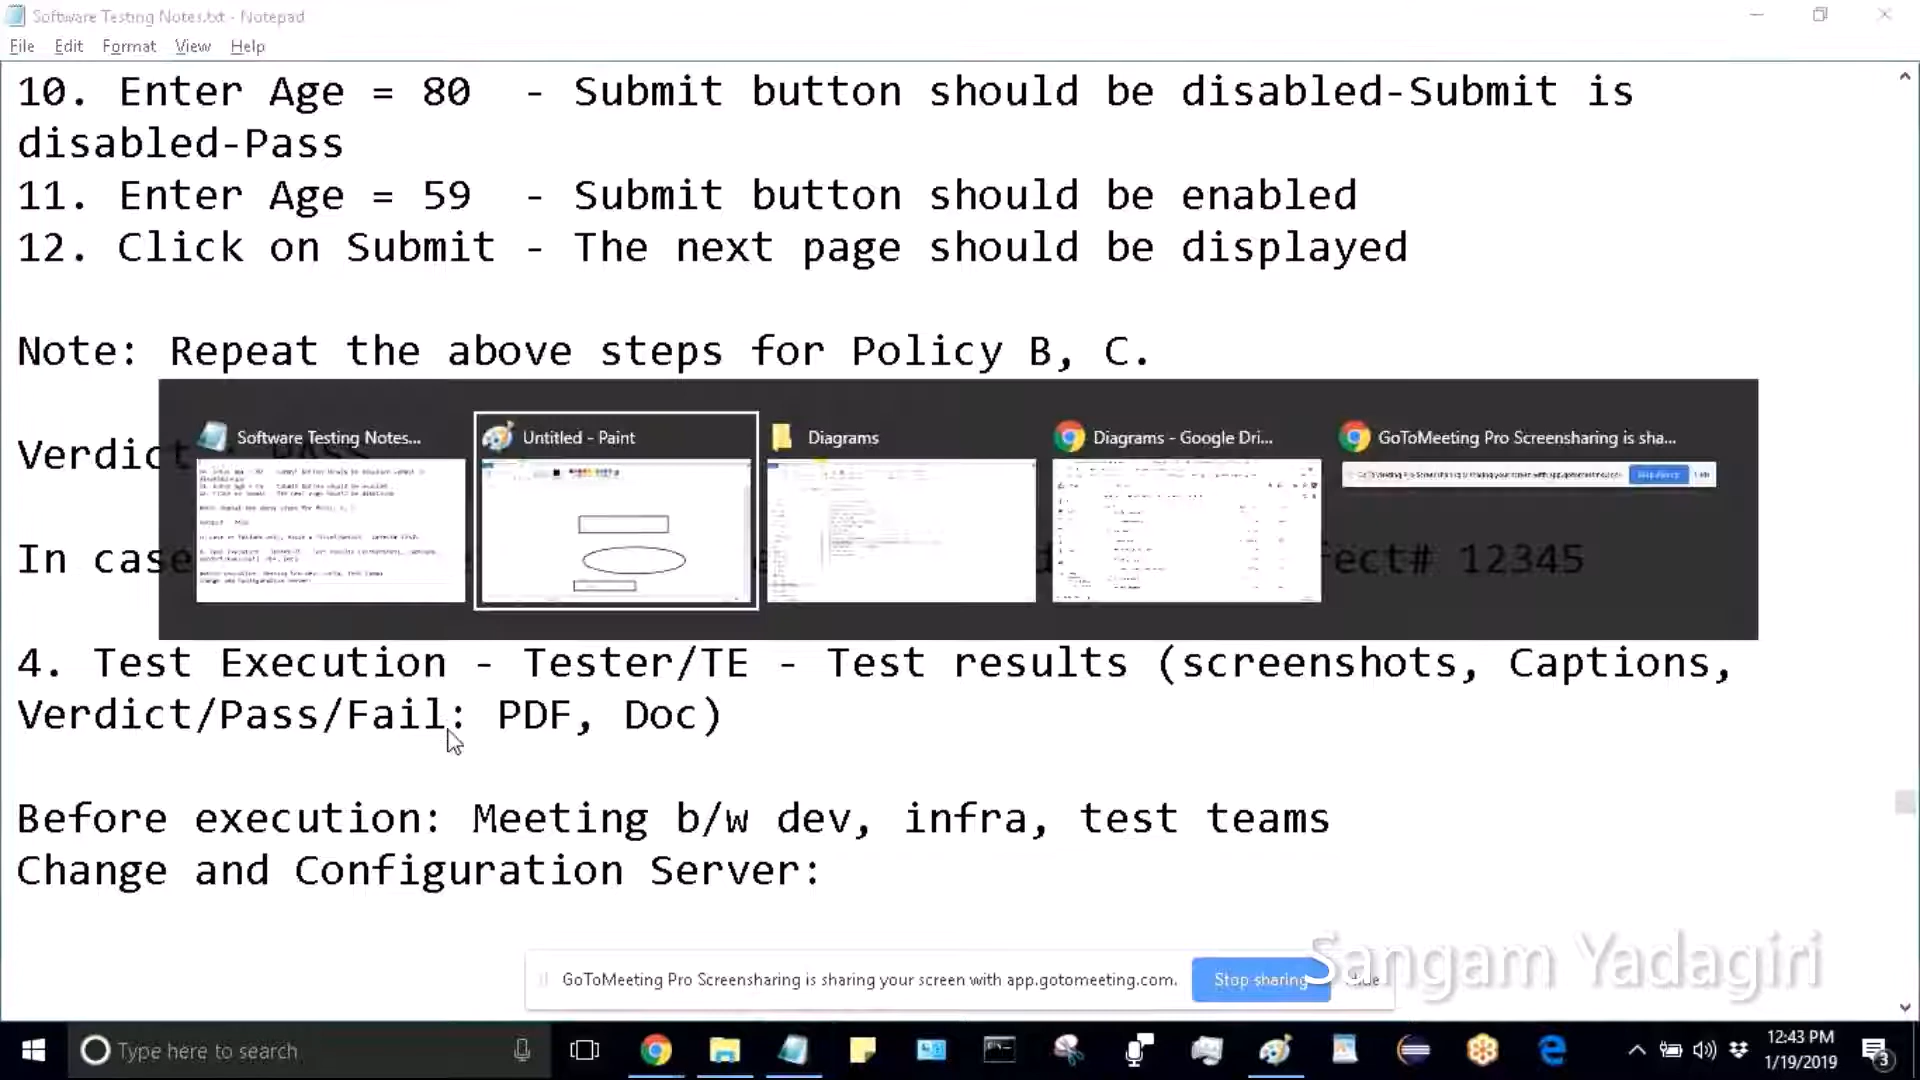 Software Testing Notes.txt - Notepad
File Edit Format View Help
10. Enter Age = 80 - Submit button should be disabled-Submit is
disabled-Pass
11. Enter Age = 59 - Submit button should be enabled
12. Click on Submit - The next page should be displayed
Note: Repeat the above steps for Policy B, C.
Software Testing Notes...
Untitled - Paint
Diagrams
Diagrams - Google Dri...
GoToMeeting Pro Screensharing is sha...
Verdict
In case fect# 12345
4. Test Execution - Tester/TE - Test results (screenshots, Captions,
Verdict/Pass/Fail: PDF, Doc)
Before execution: Meeting b/w dev, infra, test teams
Change and Configuration Server:
Sangam Yadagiri
GoToMeeting Pro Screensharing is sharing your screen with app.gotomeeting.com. Stop sharing
Type here to search
12:43 PM
1/19/2019
3